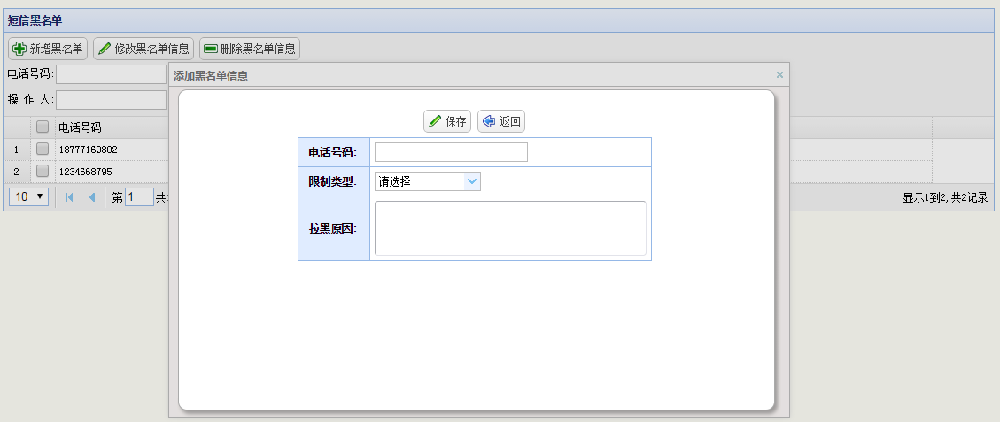 短信黑名单
新增黑名单 修改黑名单信息 删除黑名单信息
电话号码:
操 作 人:
添加黑名单信息 ×
保存 返回
电话号码:
限制类型: 请选择
拉黑原因:
电话号码
1 18777169802
2 1234668795
10 第 1 共
显示1到2,共2记录